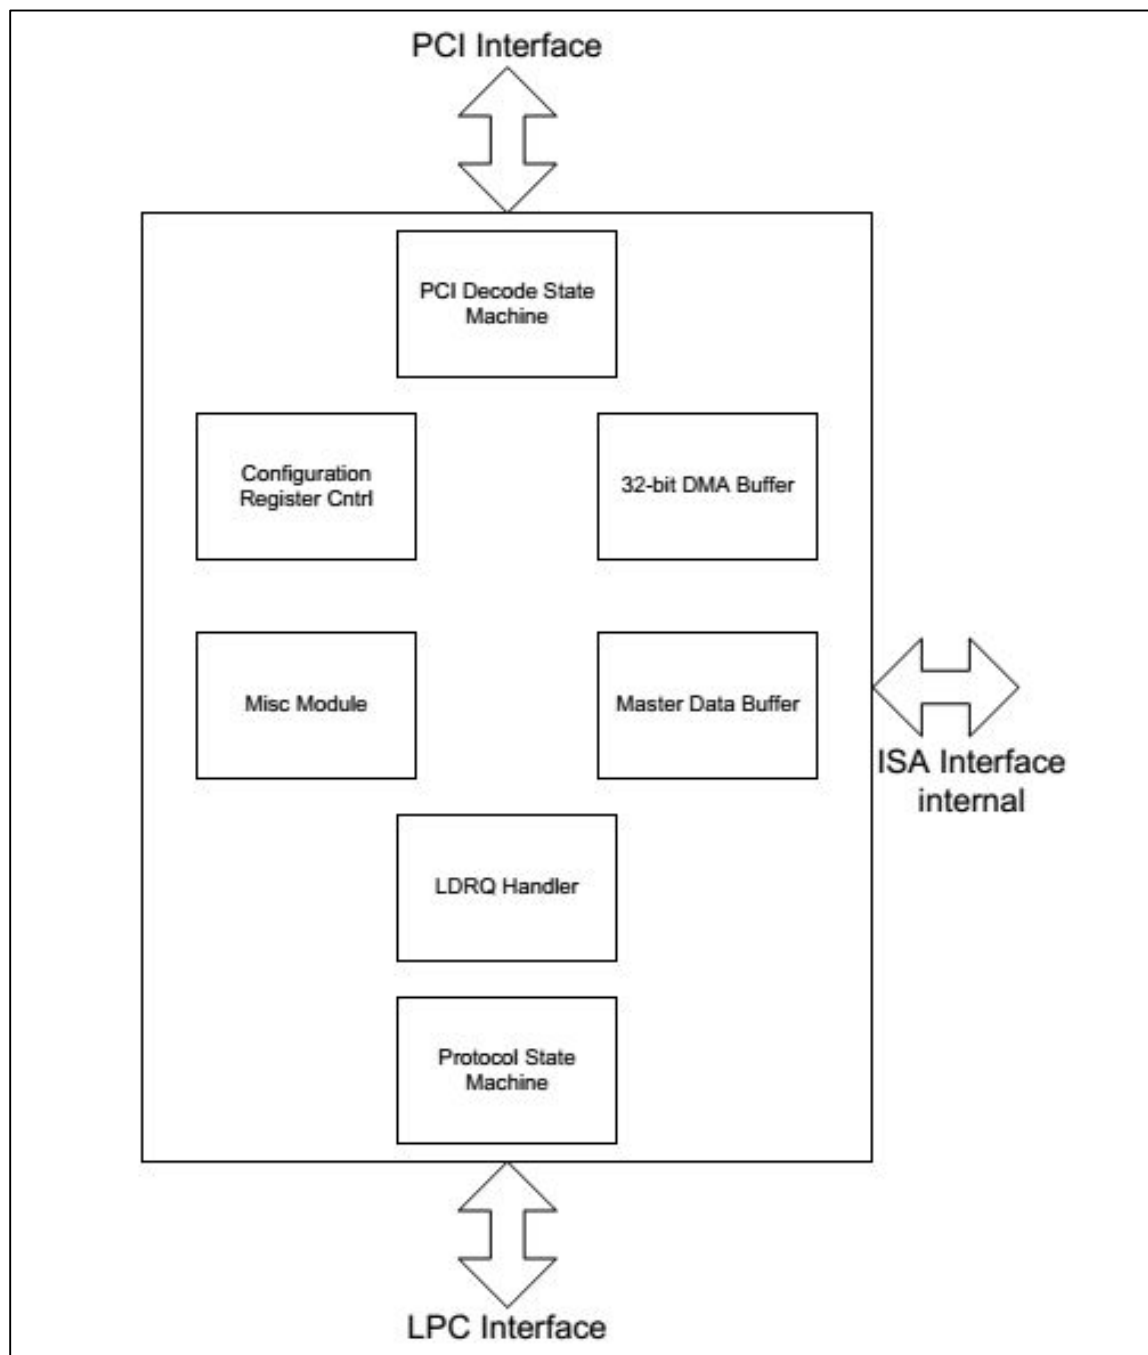 PCI Interface
PCI Decode State
Machine
Configuration
Register Cntrl
32-bit DMA Buffer
Misc Module
Master Data Buffer
ISA Interface
internal
LDRQ Handler
Protocol State
Machine
LPC Interface